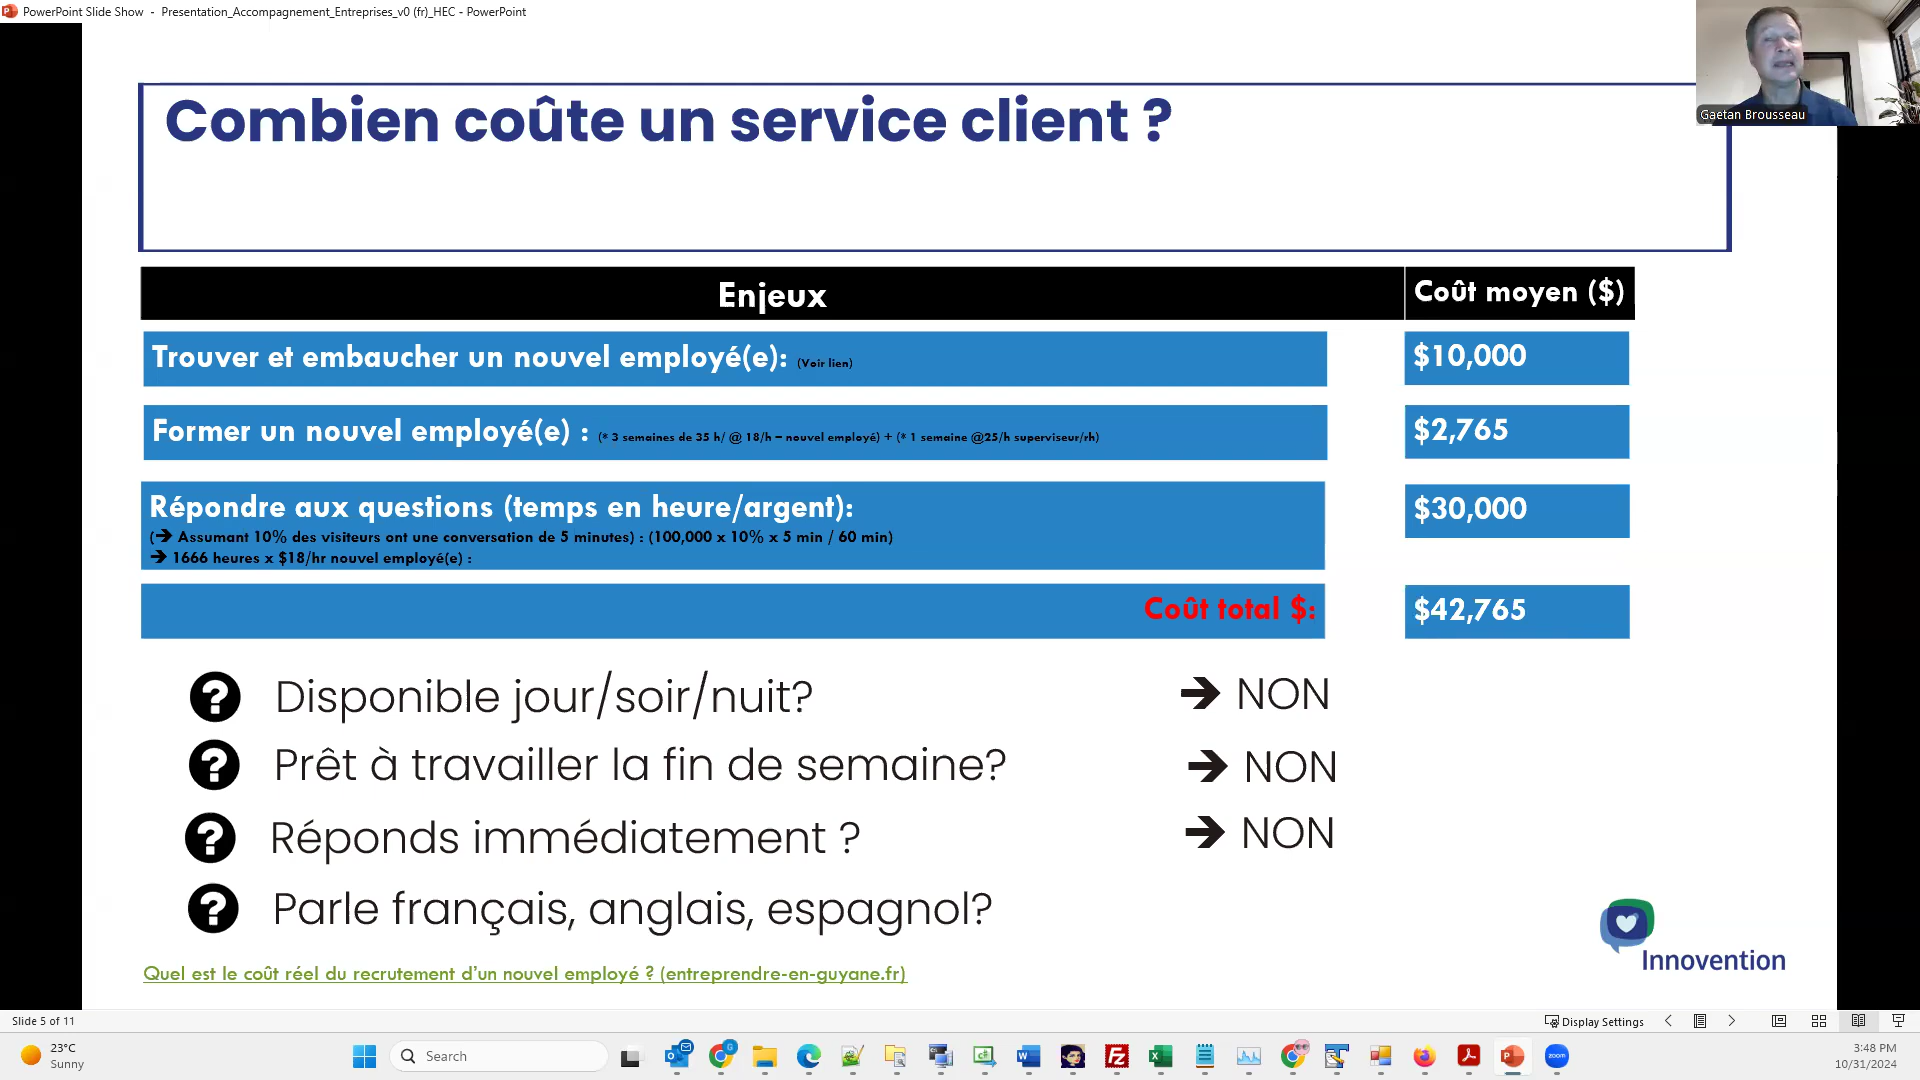 PowerPoint Slide Show - Presentation_Accompagnement_Entreprises_v0 (fr)_HEC - PowerPoint
Gaetan Brousseau
Combien coûte un service client ?
Enjeux
Coût moyen ($)
Trouver et embaucher un nouvel employé(e): (Voir lien)
$10,000
Former un nouvel employé(e) : (* 3 semaines de 35 h/ @ 18/h – nouvel employé) + (* 1 semaine @25/h superviseur/rh)
$2,765
Répondre aux questions (temps en heure/argent):
$30,000
(➔ Assumant 10% des visiteurs ont une conversation de 5 minutes) : (100,000 x 10% x 5 min / 60 min)
➔ 1666 heures x $18/hr nouvel employé(e) :
Coût total $:
$42,765
? Disponible jour/soir/nuit? ➔ NON
? Prêt à travailler la fin de semaine? ➔ NON
? Réponds immédiatement ? ➔ NON
? Parle français, anglais, espagnol?
Innovention
Quel est le coût réel du recrutement d'un nouvel employé ? (entreprendre-en-guyane.fr)
Slide 5 of 11
Display Settings
23°C
Sunny
Search
zoom
3:48 PM
10/31/2024